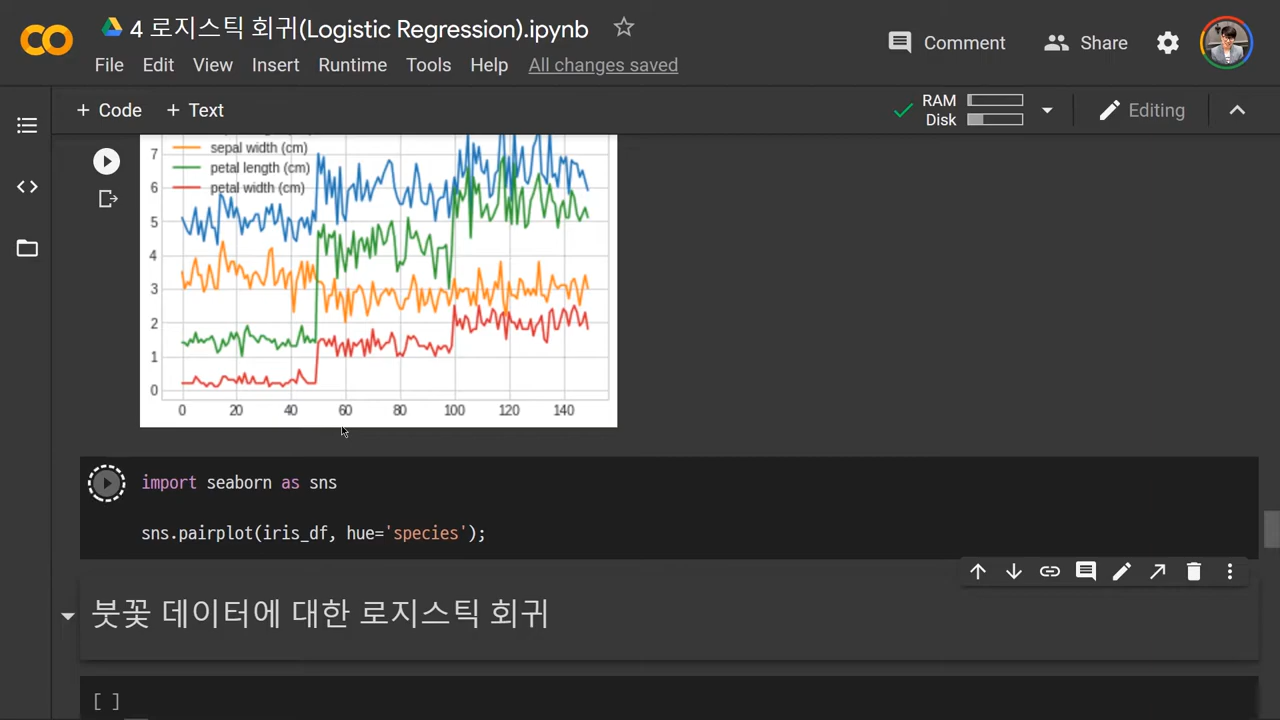 4 로지스틱 회귀(Logistic Regression).ipynb
Comment
Share
File Edit View Insert Runtime Tools Help All changes saved
+ Code + Text
RAM
Disk
Editing
7
sepal width (cm)
petal length (cm)
6
petal width (cm)
5
4
3
2
1
0
0 20 40 60 80 100 120 140
import seaborn as sns
sns.pairplot(iris_df, hue='species');
붓꽃 데이터에 대한 로지스틱 회귀
[ ]